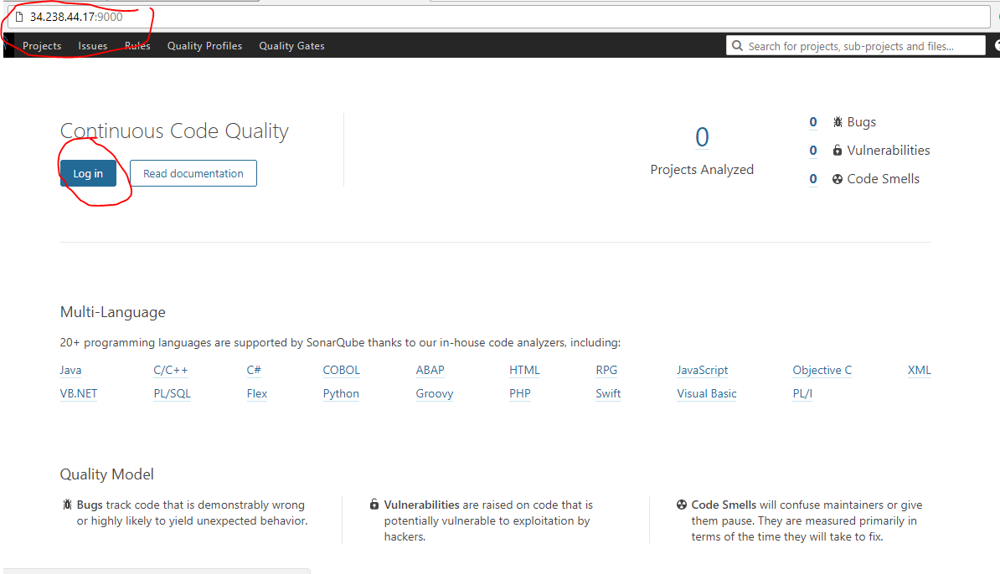 34.238.44.17:9000
Projects Issues Rules Quality Profiles Quality Gates Search for projects, sub-projects and files...
Continuous Code Quality
Log in Read documentation
0
Projects Analyzed
0 Bugs
0 Vulnerabilities
0 Code Smells
Multi-Language
20+ programming languages are supported by SonarQube thanks to our in-house code analyzers, including:
Java C/C++ C# COBOL ABAP HTML RPG JavaScript Objective C XML
VB.NET PL/SQL Flex Python Groovy PHP Swift Visual Basic PL/I
Quality Model
Bugs track code that is demonstrably wrong
or highly likely to yield unexpected behavior.
Vulnerabilities are raised on code that is
potentially vulnerable to exploitation by
hackers.
Code Smells will confuse maintainers or give
them pause. They are measured primarily in
terms of the time they will take to fix.